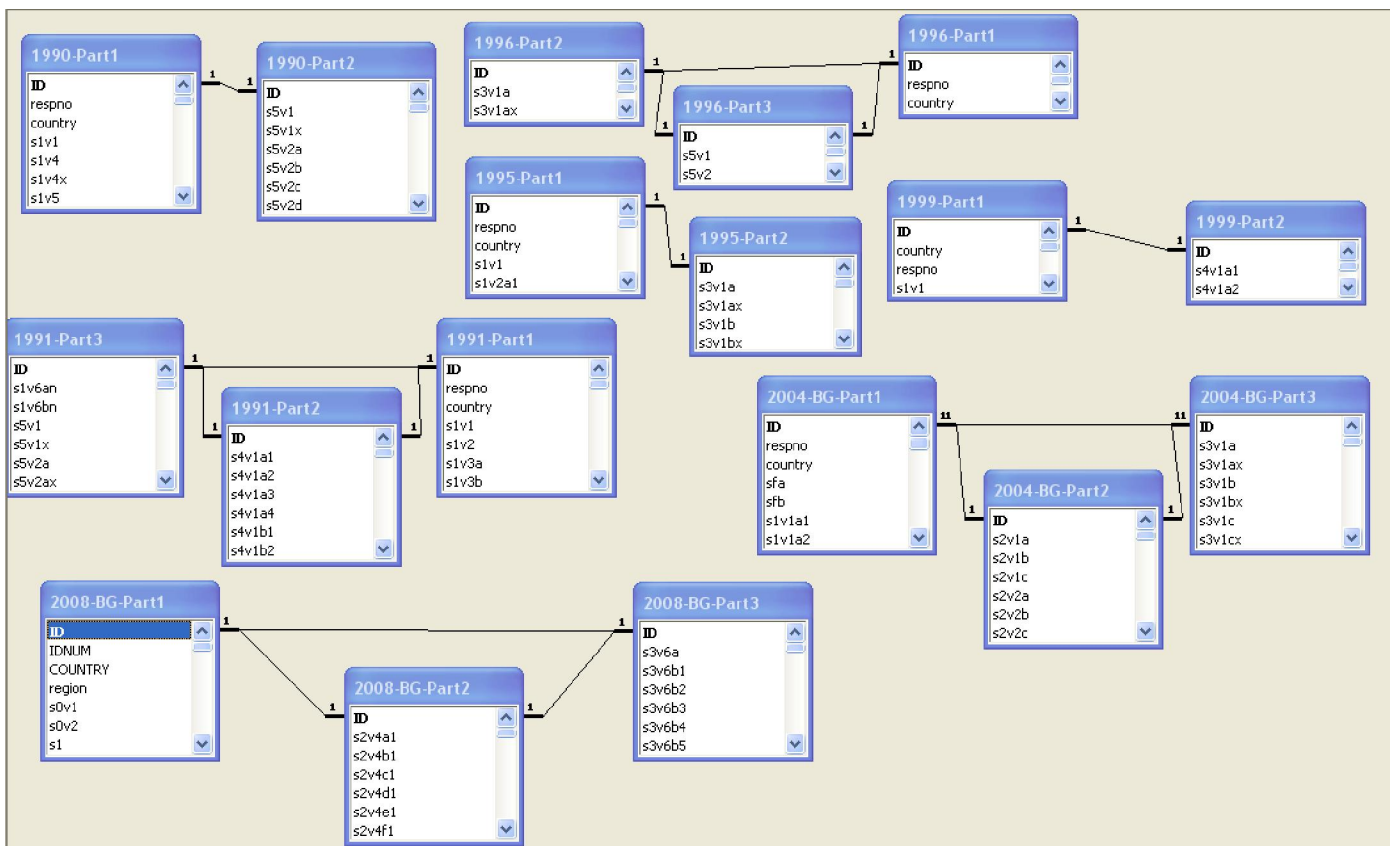 1990-Part1
ID
respno
country
s1v1
s1v4
s1v4x
s1v5
1
1
1990-Part2
ID
s5v1
s5v1x
s5v2a
s5v2b
s5v2c
s5v2d
1996-Part2
ID
s3v1a
s3v1ax
1
1
1996-Part3
ID
s5v1
s5v2
1
1
1996-Part1
ID
respno
country
1995-Part1
ID
respno
country
s1v1
s1v2a1
1
1
1995-Part2
ID
s3v1a
s3v1ax
s3v1b
s3v1bx
1999-Part1
ID
country
respno
s1v1
1
1
1999-Part2
ID
s4v1a1
s4v1a2
1991-Part3
ID
s1v6an
s1v6bn
s5v1
s5v1x
s5v2a
s5v2ax
1
1
1991-Part2
ID
s4v1a1
s4v1a2
s4v1a3
s4v1a4
s4v1b1
s4v1b2
1
1
1991-Part1
ID
respno
country
s1v1
s1v2
s1v3a
s1v3b
2004-BG-Part1
ID
respno
country
sfa
sfb
s1v1a1
s1v1a2
11
1
2004-BG-Part2
ID
s2v1a
s2v1b
s2v1c
s2v2a
s2v2b
s2v2c
1
11
2004-BG-Part3
ID
s3v1a
s3v1ax
s3v1b
s3v1bx
s3v1c
s3v1cx
2008-BG-Part1
ID
IDNUM
COUNTRY
region
s0v1
s0v2
s1
1
1
2008-BG-Part2
ID
s2v4a1
s2v4b1
s2v4c1
s2v4d1
s2v4e1
s2v4f1
1
1
2008-BG-Part3
ID
s3v6a
s3v6b1
s3v6b2
s3v6b3
s3v6b4
s3v6b5